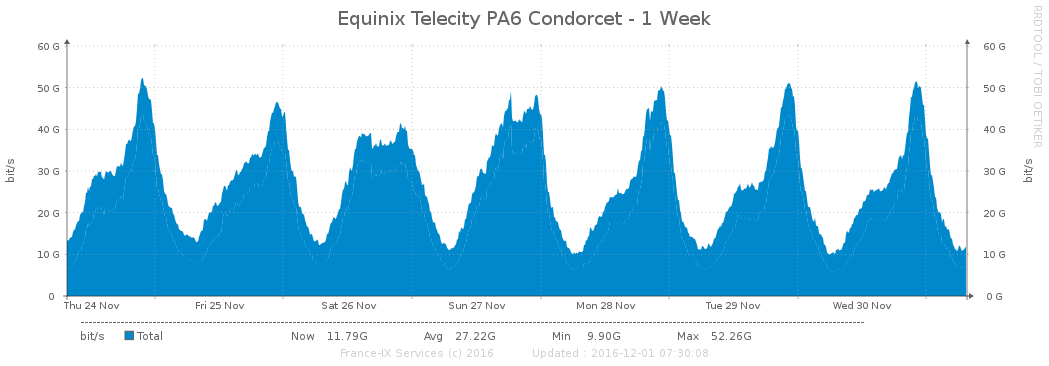 Equinix Telecity PA6 Condorcet - 1 Week
RRDTOOL / TOBI OETIKER
bit/s
60 G
50 G
40 G
30 G
20 G
10 G
0
60 G
50 G
40 G
30 G
20 G
10 G
0 G
bit/s
Thu 24 Nov Fri 25 Nov Sat 26 Nov Sun 27 Nov Mon 28 Nov Tue 29 Nov Wed 30 Nov
bit/s Total Now 11.79G Avg 27.22G Min 9.90G Max 52.26G
France-IX Services (c) 2016 Updated : 2016-12-01 07:30:08